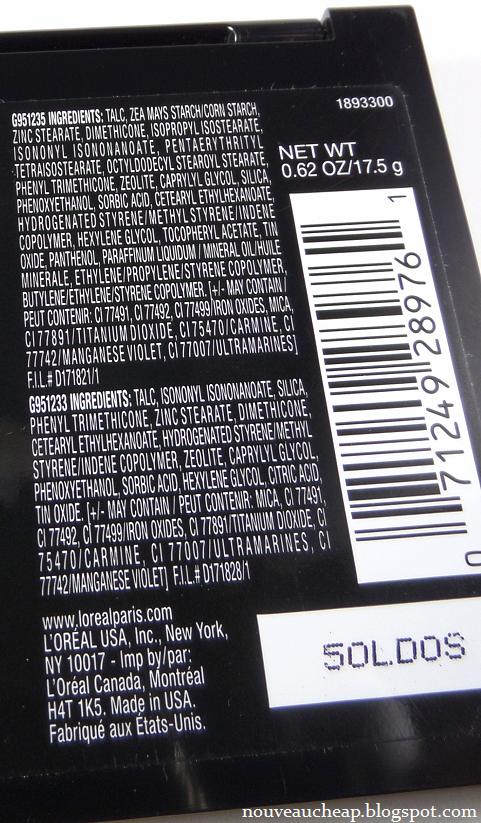 G951235 INGREDIENTS: TALC, ZEA MAYS STARCH/CORN STARCH,
ZINC STEARATE, DIMETHICONE, ISOPROPYL ISOSTEARATE,
ISONONYL ISONONANOATE, PENTAERYTHRITYL
TETRAISOSTEARATE, OCTYLDODECYL STEAROYL STEARATE,
PHENYL TRIMETHICONE, ZEOLITE, CAPRYLYL GLYCOL, SILICA,
PHENOXYETHANOL, SORBIC ACID, CETEARYL ETHYLHEXANOATE,
HYDROGENATED STYRENE/METHYL STYRENE/INDENE
COPOLYMER, HEXYLENE GLYCOL, TOCOPHERYL ACETATE, TIN
OXIDE, PANTHENOL, PARAFFINUM LIQUIDUM / MINERAL OIL/HUILE
MINERALE, ETHYLENE/PROPYLENE/STYRENE COPOLYMER,
BUTYLENE/ETHYLENE/STYRENE COPOLYMER. [+/- MAY CONTAIN /
PEUT CONTENIR: CI 77491, CI 77492, CI 77499/IRON OXIDES, MICA,
CI 77891/TITANIUM DIOXIDE, CI 75470/CARMINE, CI
77742/MANGANESE VIOLET, CI 77007/ULTRAMARINES]
F.I.L.# D171821/1
G951233 INGREDIENTS: TALC, ISONONYL ISONONANOATE, SILICA,
PHENYL TRIMETHICONE, ZINC STEARATE, DIMETHICONE,
CETEARYL ETHYLHEXANOATE, HYDROGENATED STYRENE/METHYL
STYRENE/INDENE COPOLYMER, ZEOLITE, CAPRYLYL GLYCOL,
PHENOXYETHANOL, SORBIC ACID, HEXYLENE GLYCOL, CITRIC ACID,
TIN OXIDE. [+/- MAY CONTAIN / PEUT CONTENIR: MICA, CI 77491,
CI 77492, CI 77499/IRON OXIDES, CI 77891/TITANIUM DIOXIDE, CI
75470/CARMINE, CI 77007/ULTRAMARINES, CI
77742/MANGANESE VIOLET] F.I.L.# D171828/1
www.lorealparis.com
L'ORÉAL USA, Inc., New York,
NY 10017 - Imp by/par:
L'Oréal Canada, Montréal
H4T 1K5. Made in USA.
Fabriqué aux États-Unis.
1893300
NET WT
0.62 OZ/17.5 g
0 71249 28976 1
50LD0S
nouveaucheap.blogspot.com